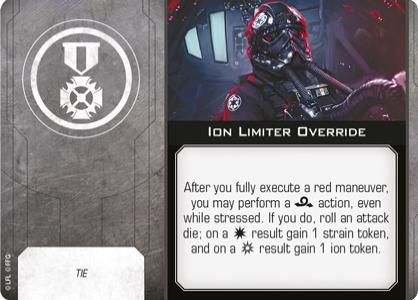 ION LIMITER OVERRIDE
After you fully execute a red maneuver,
you may perform a action, even
while stressed. If you do, roll an attack
die; on a result gain 1 strain token,
and on a result gain 1 ion token.
TIE
© LFL © FFG